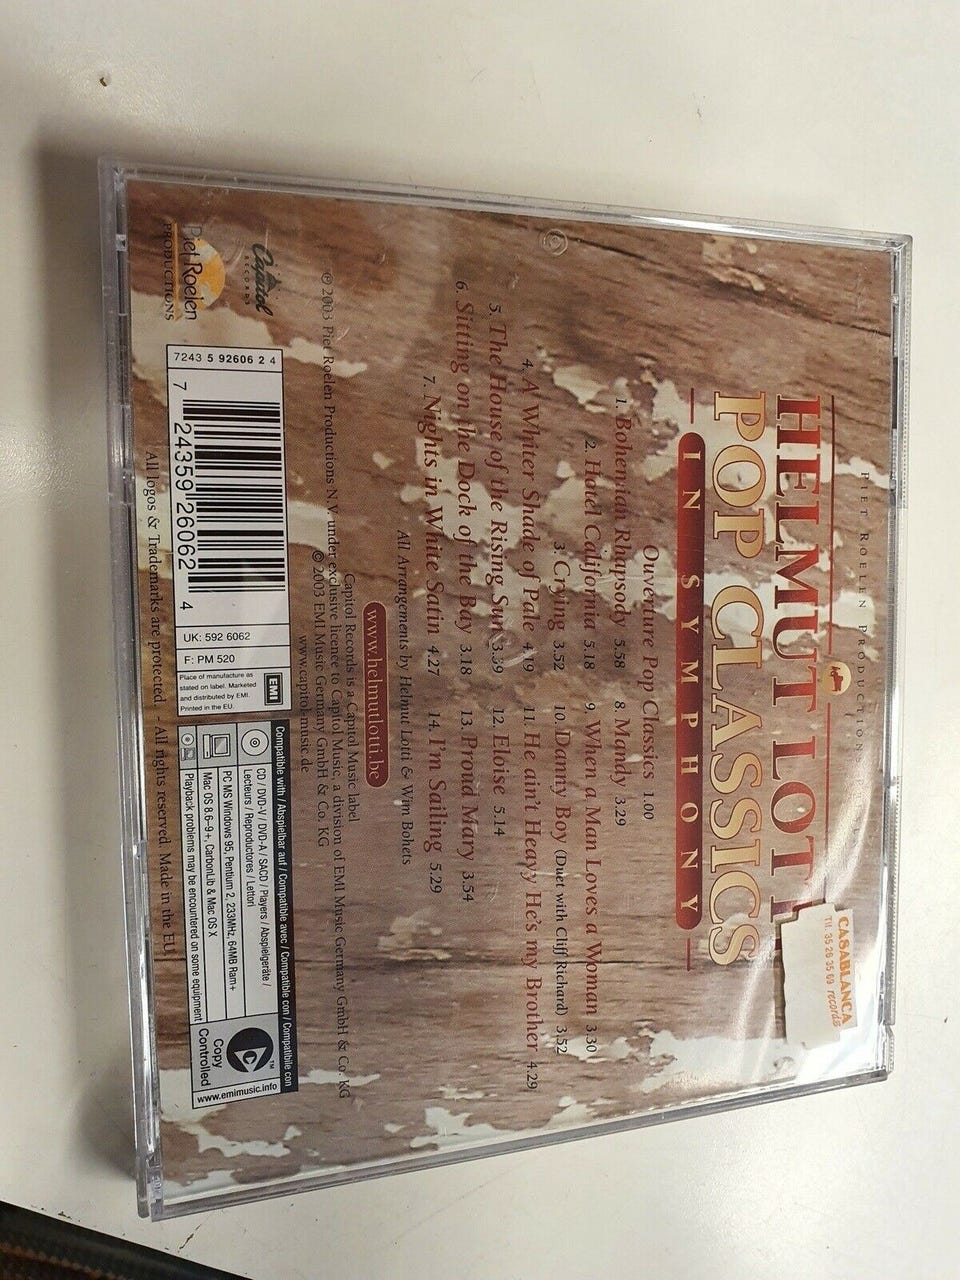 PIET ROELEN PRODUCTION
HELMUT LOTTI
POP CLASSICS
IN SYMPHONY
CASABLANCA
Tlf. 35 28 35 69 records
Ouverture Pop Classics 1.00
1. Bohemian Rhapsody 5.58
2. Hotel California 5.18
3. Crying 3.52
4. A Whiter Shade of Pale 4.19
5. The House of the Rising Sun 3.39
6. Sitting on the Dock of the Bay 3.18
7. Nights in White Satin 4.27
8. Mandy 3.29
9. When a Man Loves a Woman 3.30
10. Danny Boy (Duet with Cliff Richard) 3.52
11. He ain't Heavy He's my Brother 4.29
12. Eloise 5.14
13. Proud Mary 3.54
14. I'm Sailing 5.29
All Arrangements by Helmut Lotti & Wim Bohets
www.helmutlotti.be
Capitol Records is a Capitol Music label
℗ 2003 Piet Roelen Productions N.V. under exclusive licence to Capitol Music, a division of EMI Music Germany GmbH & Co. KG
© 2003 EMI Music Germany GmbH & Co. KG
www.capitolmusic.de
Capitol
RECORDS
Piet Roelen
PRODUCTIONS
7243 5 92606 2 4
7 24359 26062 4
UK: 592 6062
F: PM 520
Place of manufacture as
stated on label. Marketed
and distributed by EMI.
Printed in the EU.
EMI
Compatible with / Abspielbar auf / Compatible avec / Compatible con / Compatibile con
CD / DVD-V / DVD-A / SACD / Players / Abspielgeräte /
Lecteurs / Reproductores / Lettori
PC MS Windows 95, Pentium 2, 233MHz, 64MB Ram+
Mac OS 8.6-9+, CarbonLib & Mac OS X
Playback problems may be encountered on some equipment
TM
Copy
Controlled
www.emimusic.info
All logos & Trademarks are protected. - All rights reserved. Made in the EU.